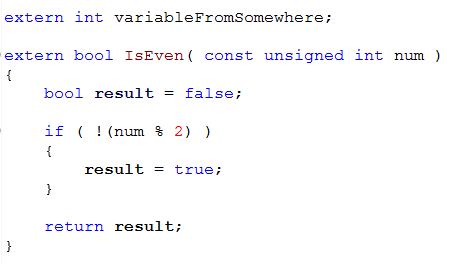 extern int variableFromSomewhere;
extern bool IsEven( const unsigned int num )
{
bool result = false;
if ( !(num % 2) )
{
result = true;
}
return result;
}